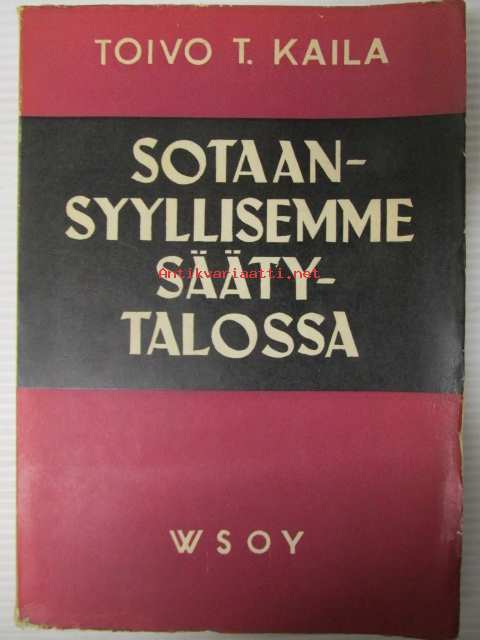 TOIVO T. KAILA
SOTAAN-
SYYLLISEMME
SÄÄTY-
TALOSSA
Antikvariaatti.net
WSOY